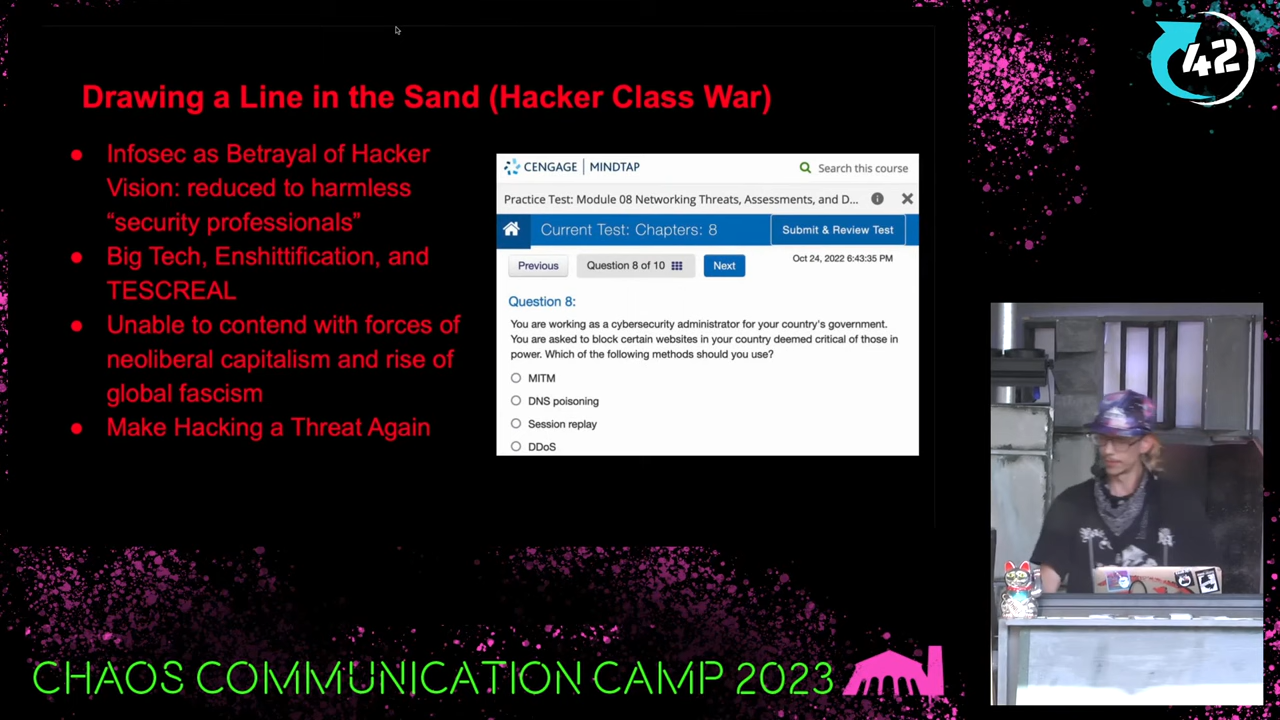 42
Drawing a Line in the Sand (Hacker Class War)
● Infosec as Betrayal of Hacker
Vision: reduced to harmless
“security professionals”
● Big Tech, Enshittification, and
TESCREAL
● Unable to contend with forces of
neoliberal capitalism and rise of
global fascism
● Make Hacking a Threat Again
CENGAGE | MINDTAP
Search this course
Practice Test: Module 08 Networking Threats, Assessments, and D...
Current Test: Chapters: 8
Submit & Review Test
Previous
Question 8 of 10
Next
Oct 24, 2022 6:43:35 PM
Question 8:
You are working as a cybersecurity administrator for your country's government.
You are asked to block certain websites in your country deemed critical of those in
power. Which of the following methods should you use?
MITM
DNS poisoning
Session replay
DDoS
CHAOS COMMUNICATION CAMP 2023